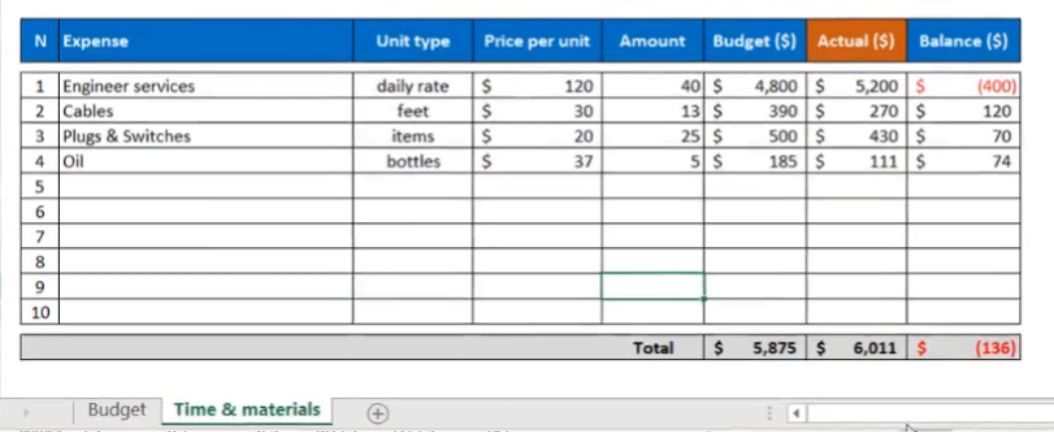 N Expense Unit type Price per unit Amount Budget ($) Actual ($) Balance ($)
1 Engineer services daily rate $ 120 40 $ 4,800 $ 5,200 $ (400)
2 Cables feet $ 30 13 $ 390 $ 270 $ 120
3 Plugs & Switches items $ 20 25 $ 500 $ 430 $ 70
4 Oil bottles $ 37 5 $ 185 $ 111 $ 74
5
6
7
8
9
10
Total $ 5,875 $ 6,011 $ (136)
Budget Time & materials